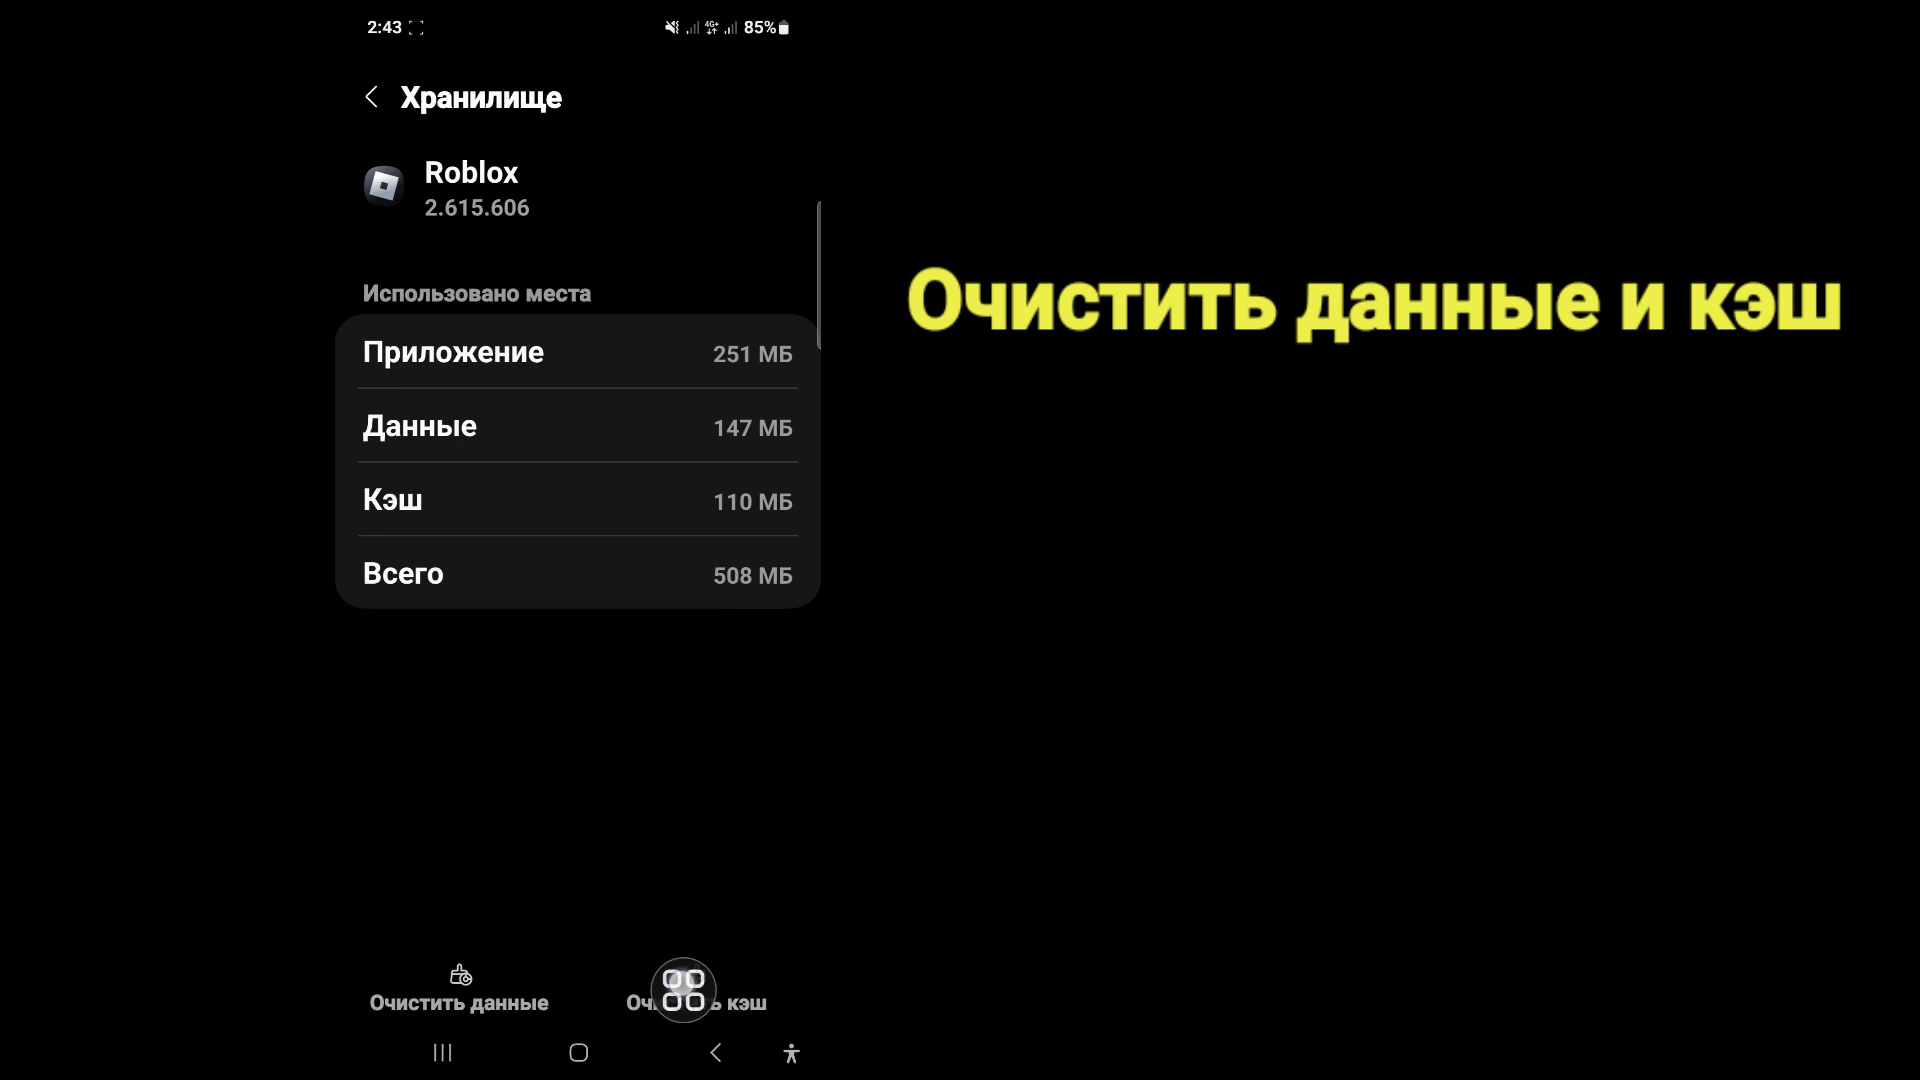 2:43
4G+
85%
Хранилище
Roblox
2.615.606
Использовано места
Приложение 251 МБ
Данные 147 МБ
Кэш 110 МБ
Всего 508 МБ
Очистить данные
кэш
Очистить данные и кэш